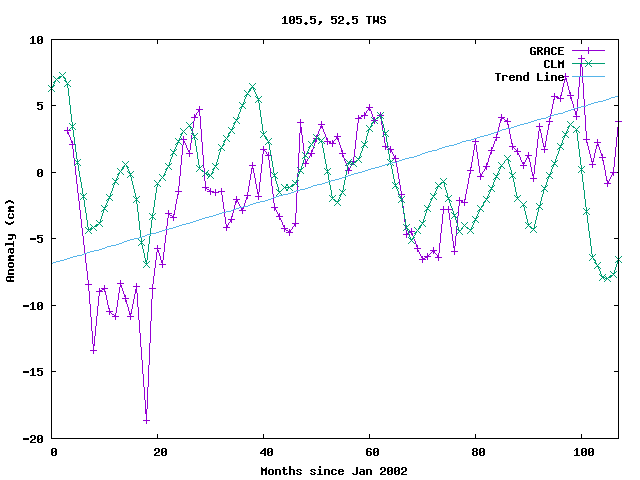 105.5, 52.5 TWS
10
5
0
-5
-10
-15
-20
Anomaly (cm)
GRACE
CLM
Trend Line
0 20 40 60 80 100
Months since Jan 2002